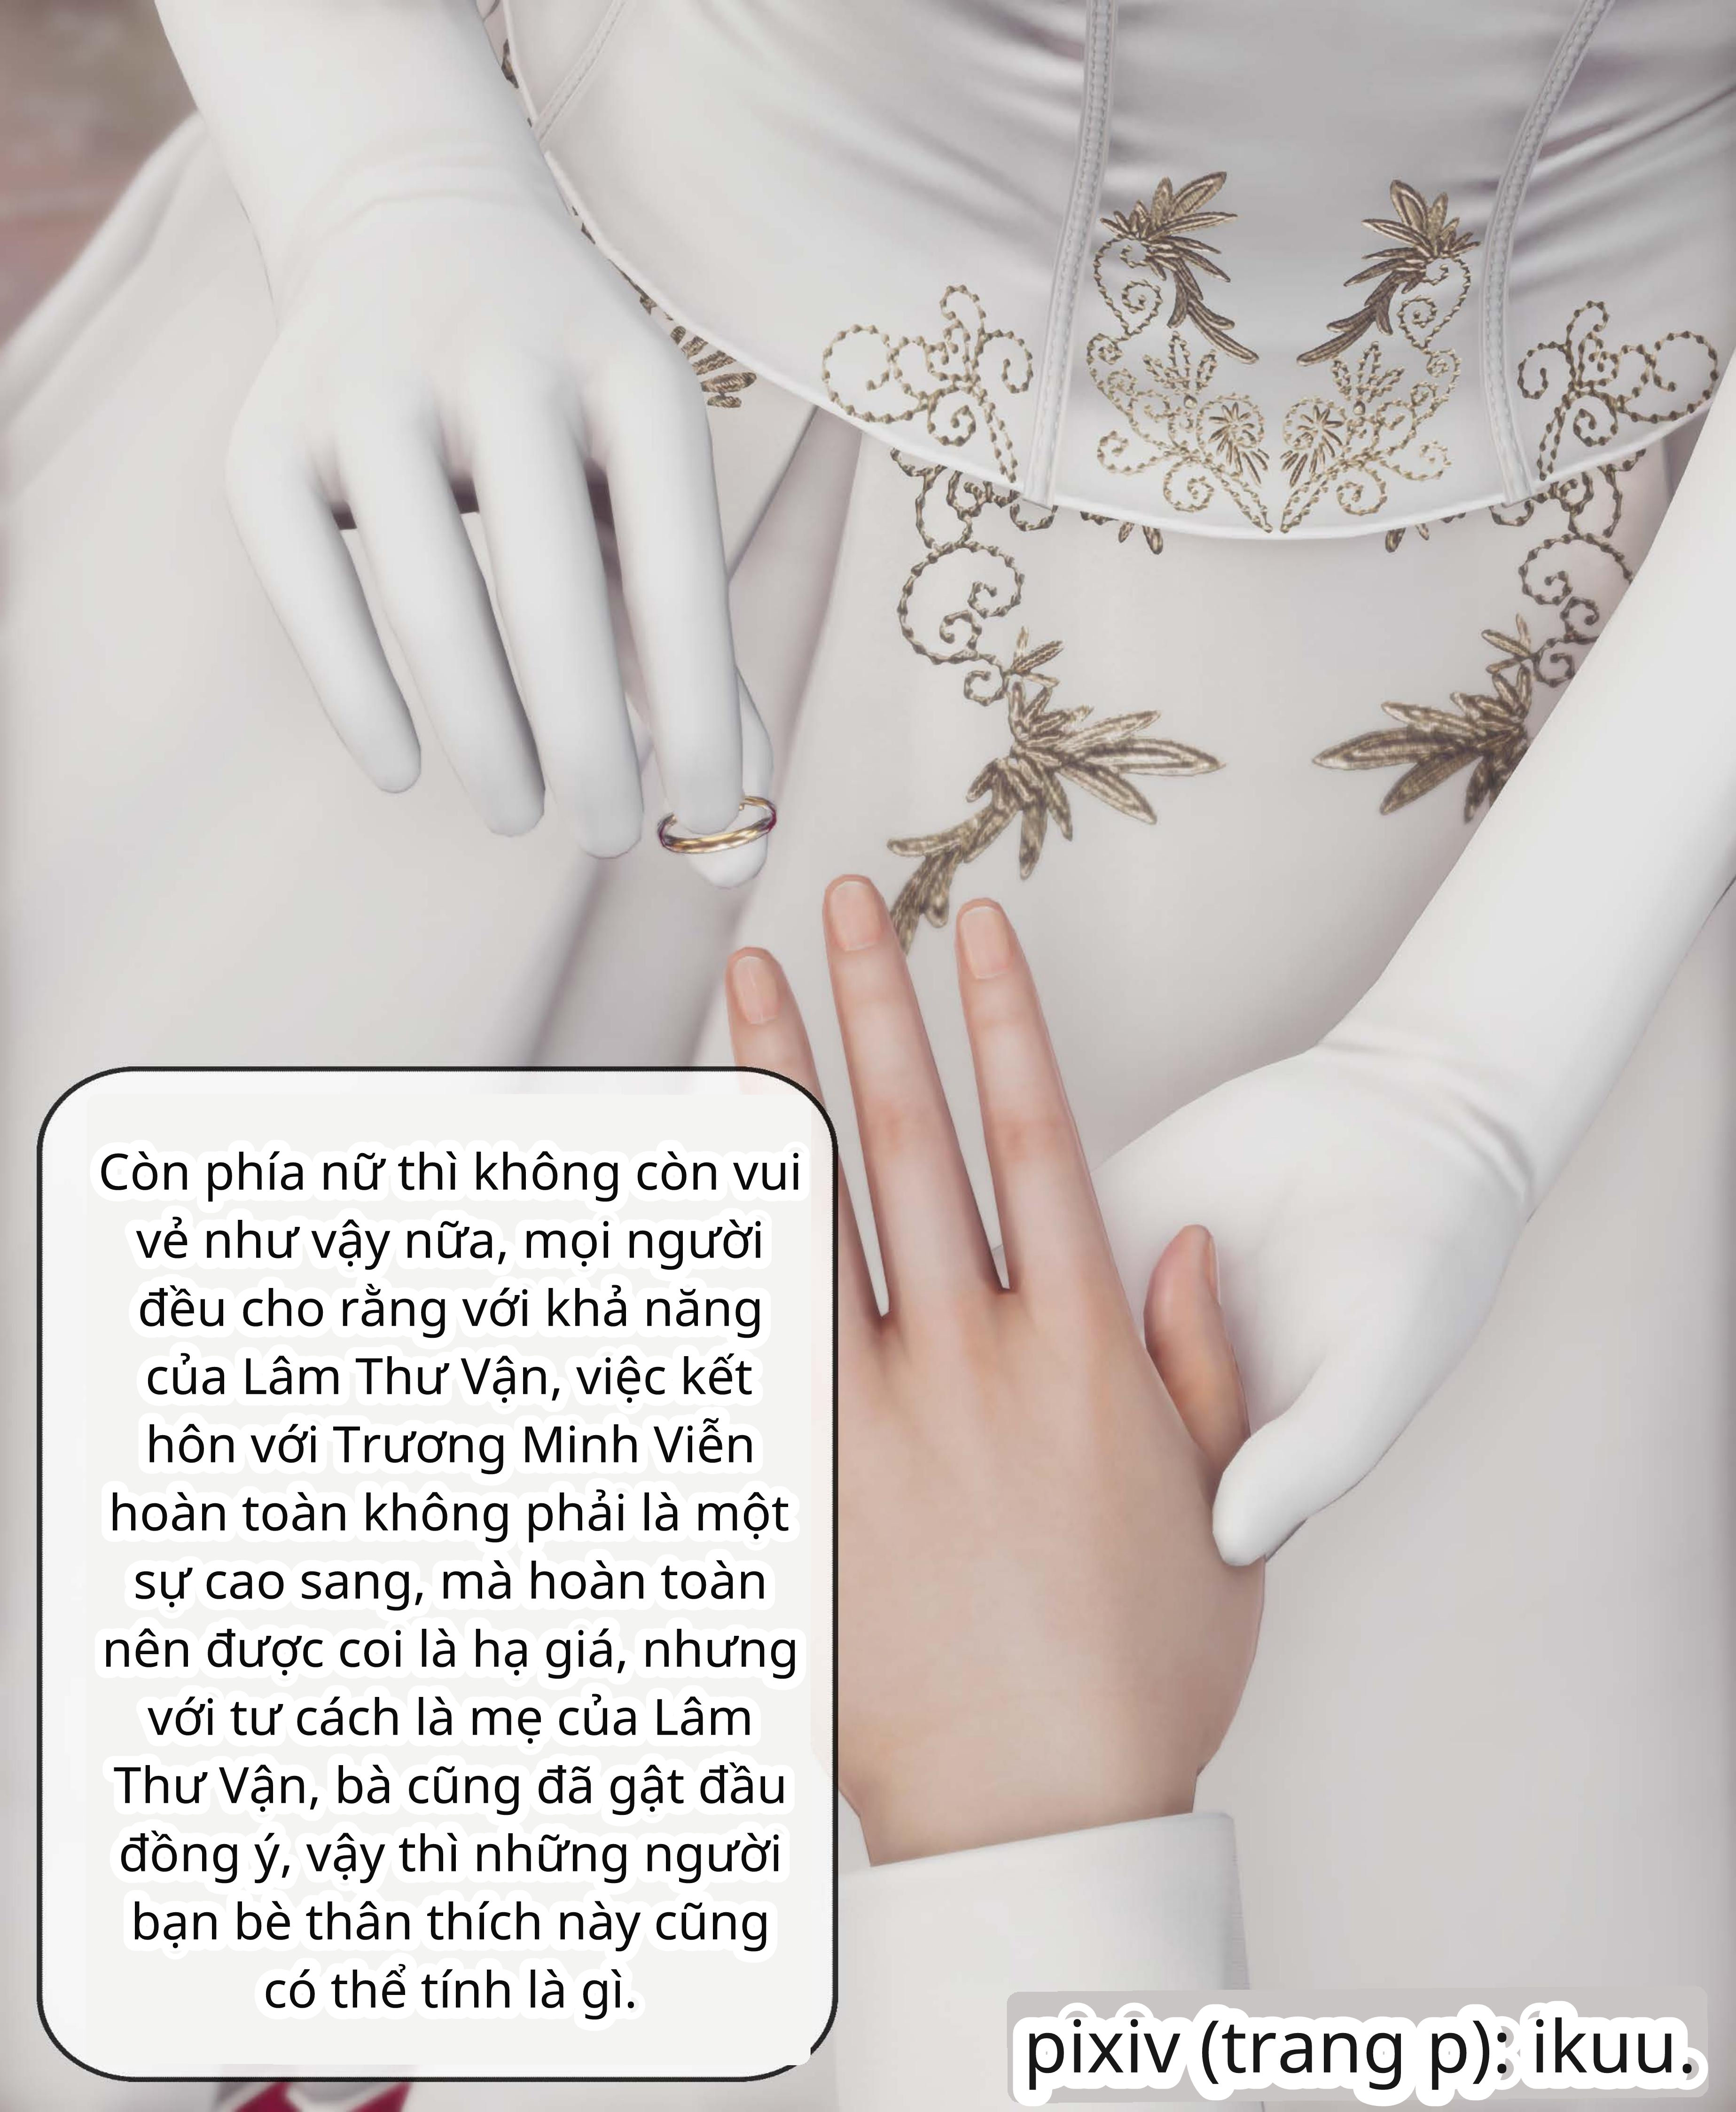 Còn phía nữ thì không còn vui
vẻ như vậy nữa, mọi người
đều cho rằng với khả năng
của Lâm Thư Vận, việc kết
hôn với Trương Minh Viễn
hoàn toàn không phải là một
sự cao sang, mà hoàn toàn
nên được coi là hạ giá, nhưng
với tư cách là mẹ của Lâm
Thư Vận, bà cũng đã gật đầu
đồng ý, vậy thì những người
bạn bè thân thích này cũng
có thể tính là gì.
pixiv (trang p): ikuu.